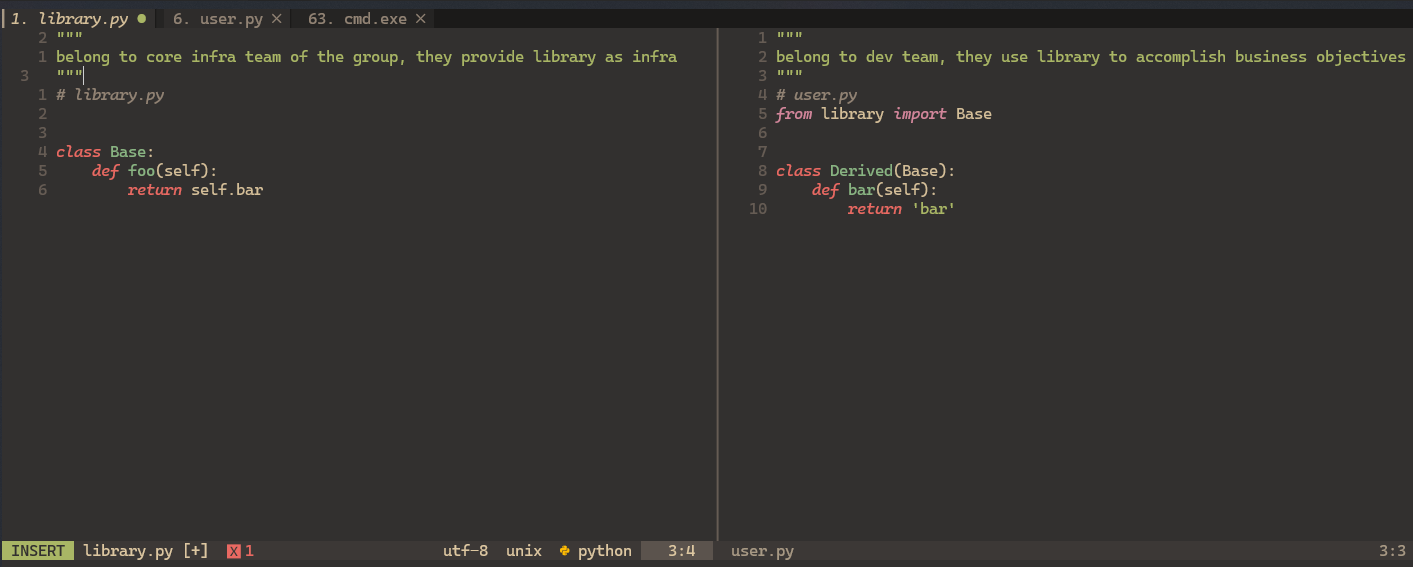 1. library.py ●  6. user.py ×  63. cmd.exe ×
2 """
1 belong to core infra team of the group, they provide library as infra
3 """
1 # library.py
2
3
4 class Base:
5     def foo(self):
6         return self.bar
1 """
2 belong to dev team, they use library to accomplish business objectives
3 """
4 # user.py
5 from library import Base
6
7
8 class Derived(Base):
9     def bar(self):
10         return 'bar'
INSERT library.py [+] X 1 utf-8 unix python 3:4 user.py 3:3